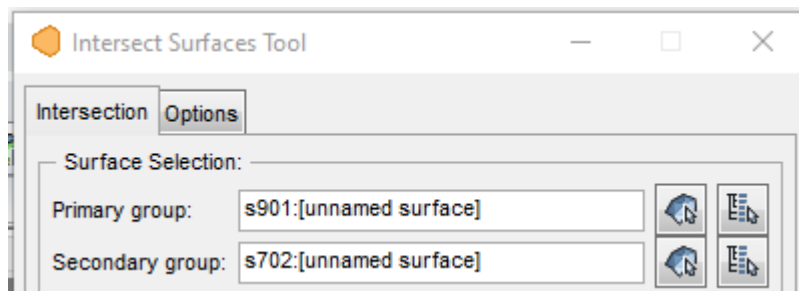 Intersect Surfaces Tool
Intersection Options
Surface Selection:
Primary group: s901:[unnamed surface]
Secondary group: s702:[unnamed surface]